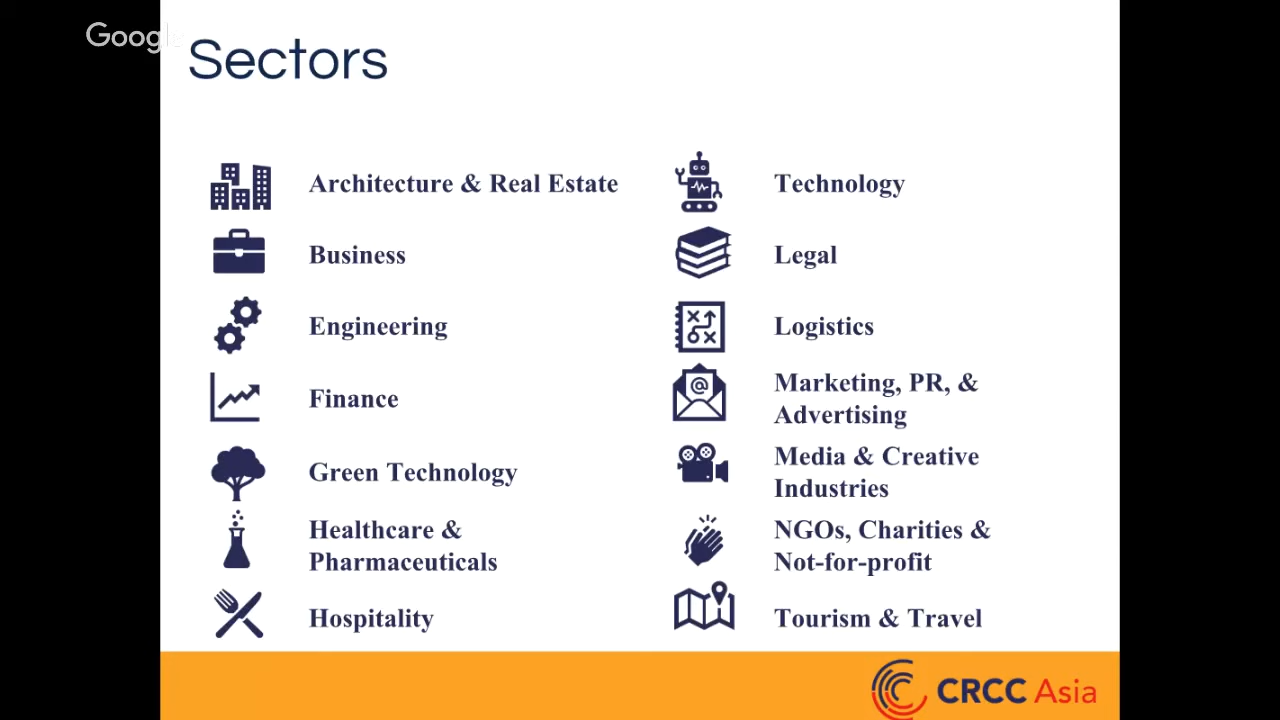 Google
Sectors
Architecture & Real Estate
Business
Engineering
Finance
Green Technology
Healthcare &
Pharmaceuticals
Hospitality
Technology
Legal
Logistics
Marketing, PR, &
Advertising
Media & Creative
Industries
NGOs, Charities &
Not-for-profit
Tourism & Travel
CRCC Asia